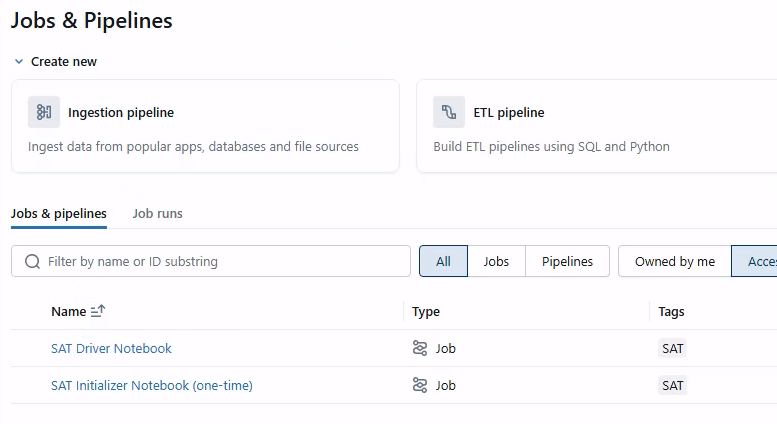 Jobs & Pipelines
Create new
Ingestion pipeline
Ingest data from popular apps, databases and file sources
ETL pipeline
Build ETL pipelines using SQL and Python
Jobs & pipelines Job runs
Filter by name or ID substring All Jobs Pipelines Owned by me
Name Type Tags
SAT Driver Notebook Job SAT
SAT Initializer Notebook (one-time) Job SAT